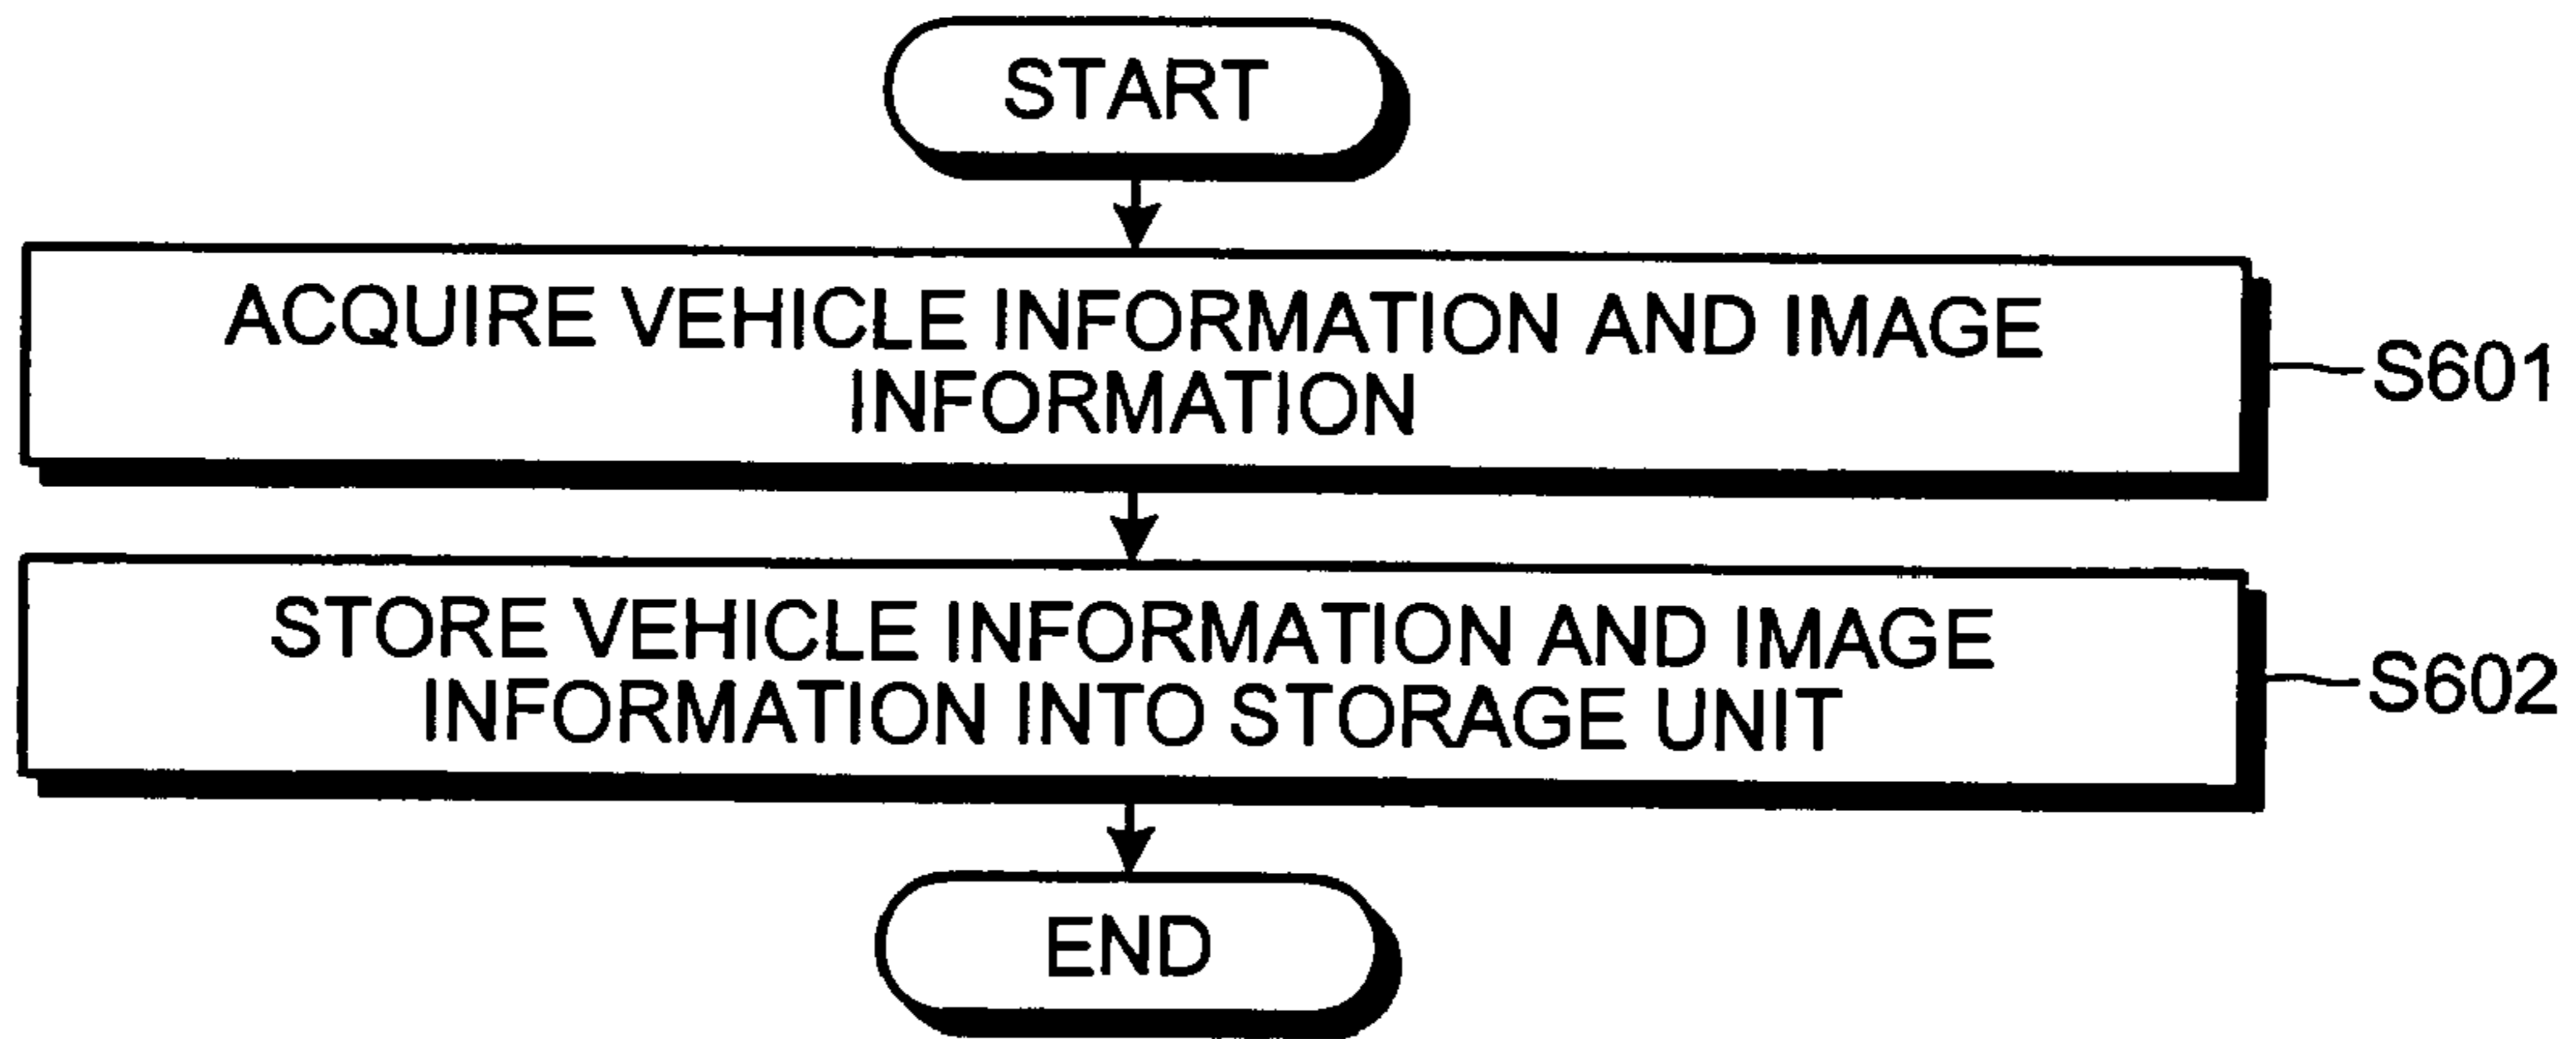 START
ACQUIRE VEHICLE INFORMATION AND IMAGE
INFORMATION
S601
STORE VEHICLE INFORMATION AND IMAGE
INFORMATION INTO STORAGE UNIT
S602
END